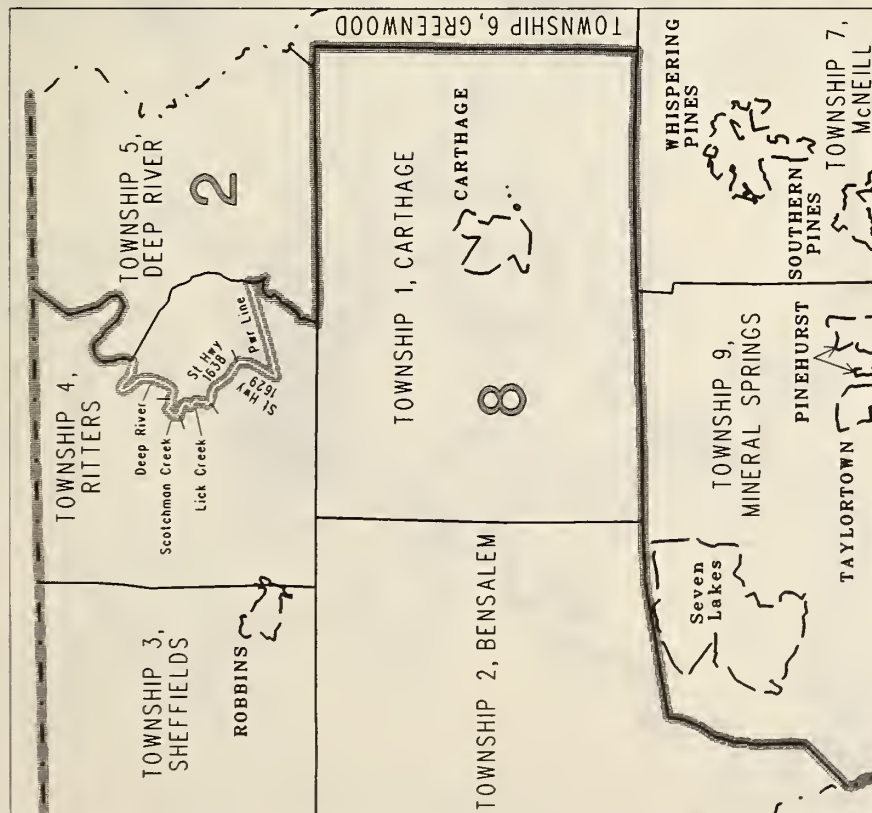 TOWNSHIP 6, GREENWOOD
TOWNSHIP 5,
DEEP RIVER
2
TOWNSHIP 4,
RITTERS
Deep River
Scotchman Creek
Lick Creek
St Hwy
1638
St Hwy
1629
Pwr Line
TOWNSHIP 3,
SHEFFIELDS
ROBBINS
TOWNSHIP 1, CARTHAGE
CARTHAGE
8
TOWNSHIP 2, BENSALEM
WHISPERING
PINES
TOWNSHIP 7,
McNEILL
SOUTHERN
PINES
TOWNSHIP 9,
MINERAL SPRINGS
PINEHURST
TAYLORTOWN
Seven
Lakes